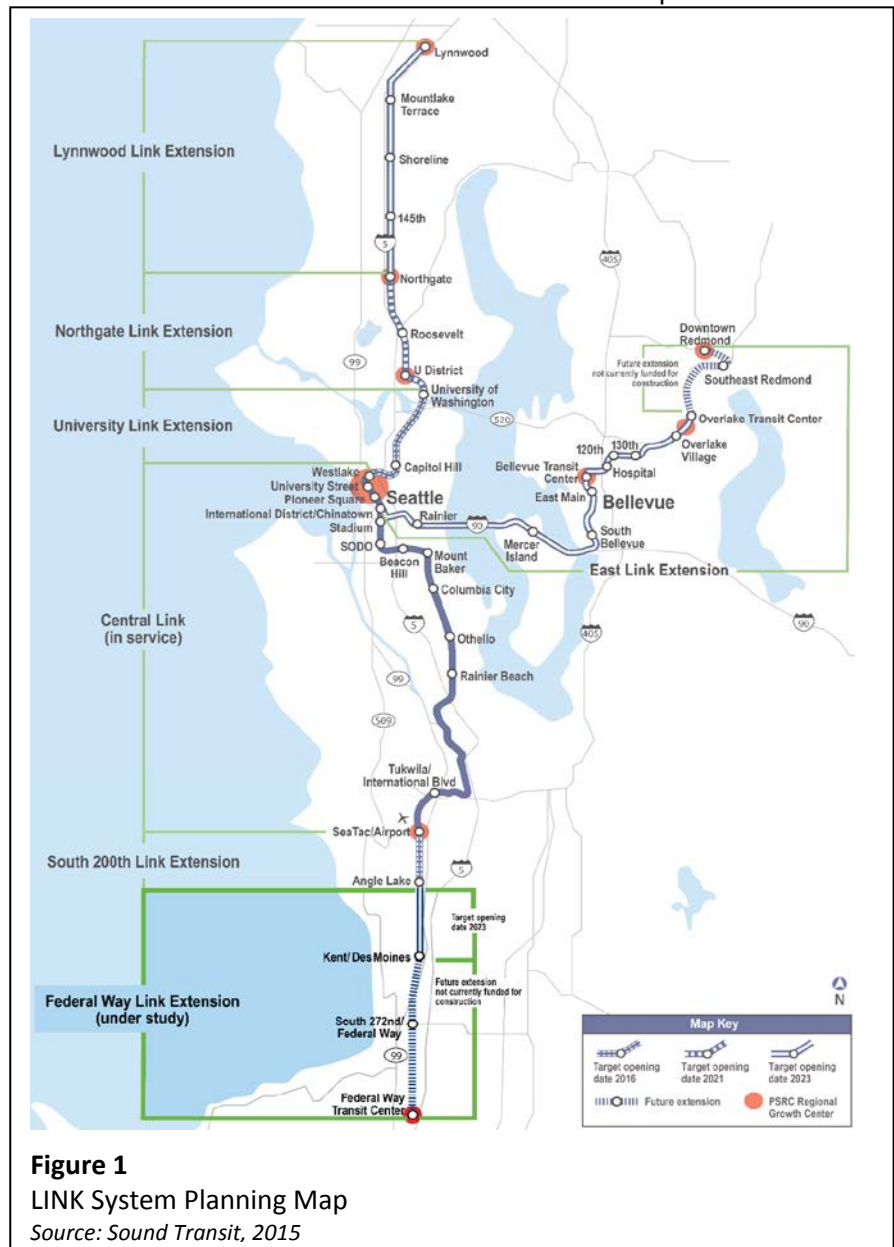 Lynnwood
Mountlake
Terrace
Lynnwood Link Extension
Shoreline
145th
5
405
Northgate
Northgate Link Extension
Roosevelt
99
U District
University of
Washington
520
University Link Extension
Downtown
Redmond
Future extension
not currently funded for
construction
Southeast Redmond
Overlake Transit Center
Overlake
Village
120th
130th
Hospital
Bellevue Transit
Center
East Main
Bellevue
South
Bellevue
Capitol Hill
Westlake
University Street
Pioneer Square
Seattle
International District/Chinatown
Stadium
Rainier
90
Mercer
Island
SODO
Beacon
Hill
Mount
Baker
East Link Extension
Columbia City
Central Link
(in service)
5
405
90
Othello
99
Rainier Beach
509
Tukwila/
International Blvd
SeaTac/Airport
South 200th Link Extension
5
Angle Lake
Target opening
date 2023
Kent/Des Moines
Future extension
not currently funded for
construction
Federal Way Link Extension
(under study)
South 272nd/
Federal Way
99
Federal Way
Transit Center
N
Map Key
Target opening
date 2016
Target opening
date 2021
Target opening
date 2023
Future extension
PSRC Regional
Growth Center
Figure 1
LINK System Planning Map
Source: Sound Transit, 2015